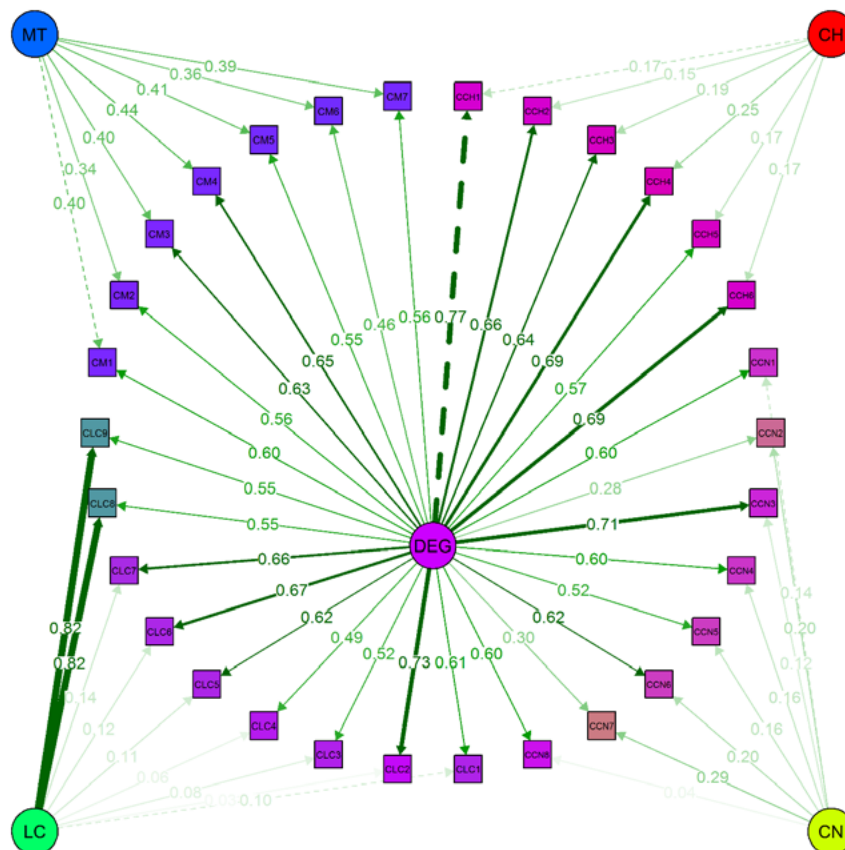 MT CH
0.39 0.17
0.36 0.15
CM7 CCH1
0.41 CM6 CCH2 0.19
0.44 CM5 CCH3 0.25
0.40 0.17
0.34 CM4 CCH4 0.17
0.40
CM3 CCH5
CM2 CCH6
0.56 0.77
0.46 0.66
0.55 0.64
CM1 0.65 0.69 CCN1
0.63 0.57
0.56 0.69
CLC9 0.60 0.60 CCN2
0.55 0.28
CLC8 0.55 0.71 CCN3
DEG
0.66 0.60
CLC7 CCN4
0.67 0.52 0.14
0.62 0.62
0.82 CLC6 0.49 0.30 CCN5 0.20
0.52 0.73 0.61 0.60
0.82 0.12
CLC5 CCN6
0.14 0.16
0.12 CLC4 CCN7 0.16
0.11 CLC3 CCN8 0.20
CLC2 CLC1
0.06 0.29
0.08 0.03 0.10 0.04
LC CN